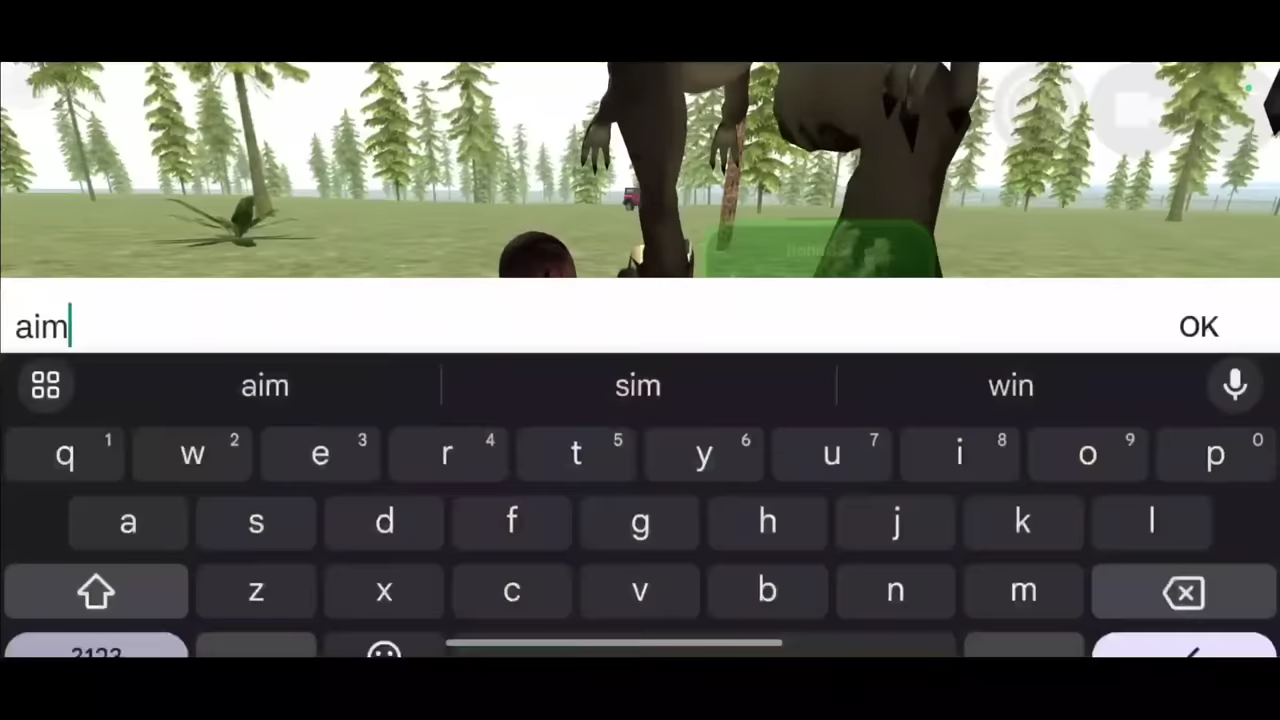 aim
OK
aim sim win
q 1 w 2 e 3 r 4 t 5 y 6 u 7 i 8 o 9 p 0
a s d f g h j k l
z x c v b n m